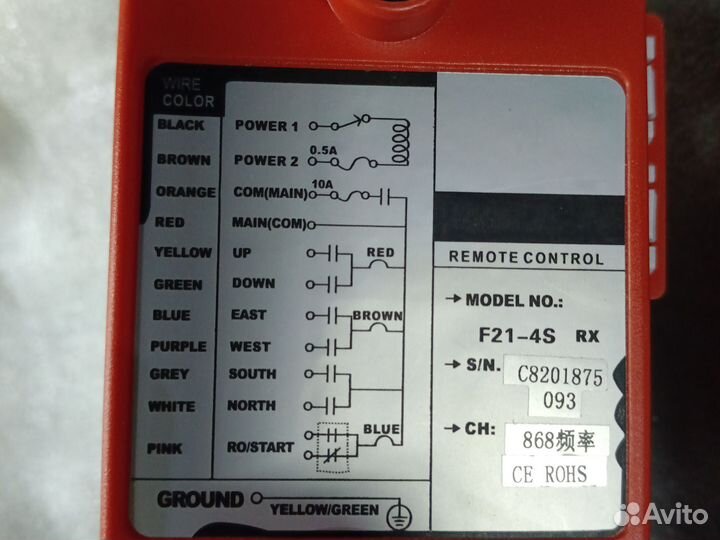 WIRE
COLOR
BLACK POWER 1
BROWN POWER 2 0.5A
ORANGE COM(MAIN) 10A
RED MAIN(COM)
YELLOW UP RED
GREEN DOWN
BLUE EAST BROWN
PURPLE WEST
GREY SOUTH
WHITE NORTH
PINK RO/START BLUE
GROUND YELLOW/GREEN
REMOTE CONTROL
→ MODEL NO.:
F21-4S RX
→ S/N. C8201875
093
→ CH: 868频率
CE ROHS
Avito